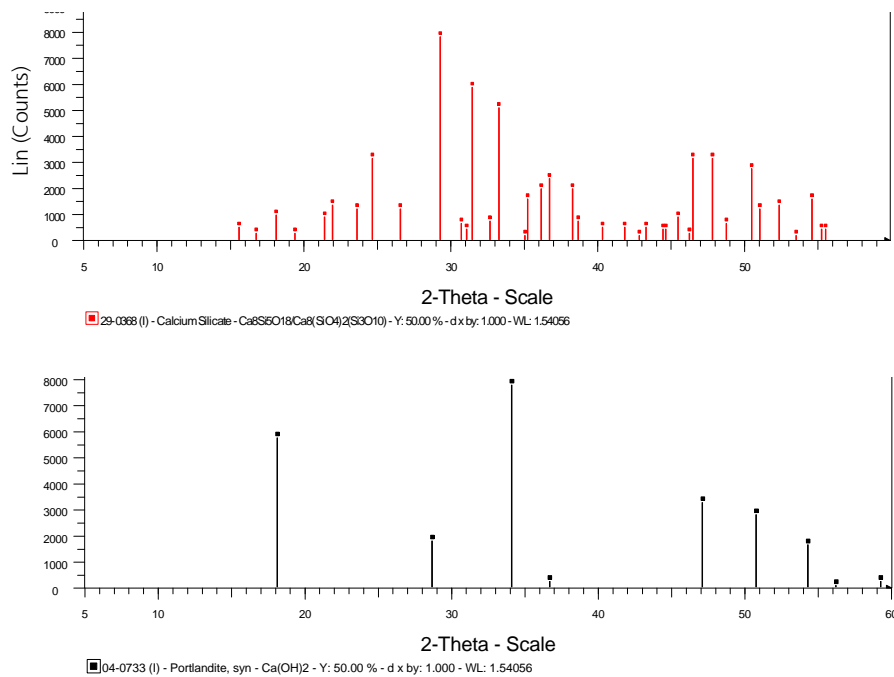 Lin (Counts)
8000
7000
6000
5000
4000
3000
2000
1000
0
5 10 20 30 40 50
2-Theta - Scale
29-0368 (I) - Calcium Silicate - Ca8Si5O18/Ca8(SiO4)2(Si3O10) - Y: 50.00 % - d x by: 1.000 - WL: 1.54056
8000
7000
6000
5000
4000
3000
2000
1000
0
5 10 20 30 40 50 60
2-Theta - Scale
04-0733 (I) - Portlandite, syn - Ca(OH)2 - Y: 50.00 % - d x by: 1.000 - WL: 1.54056